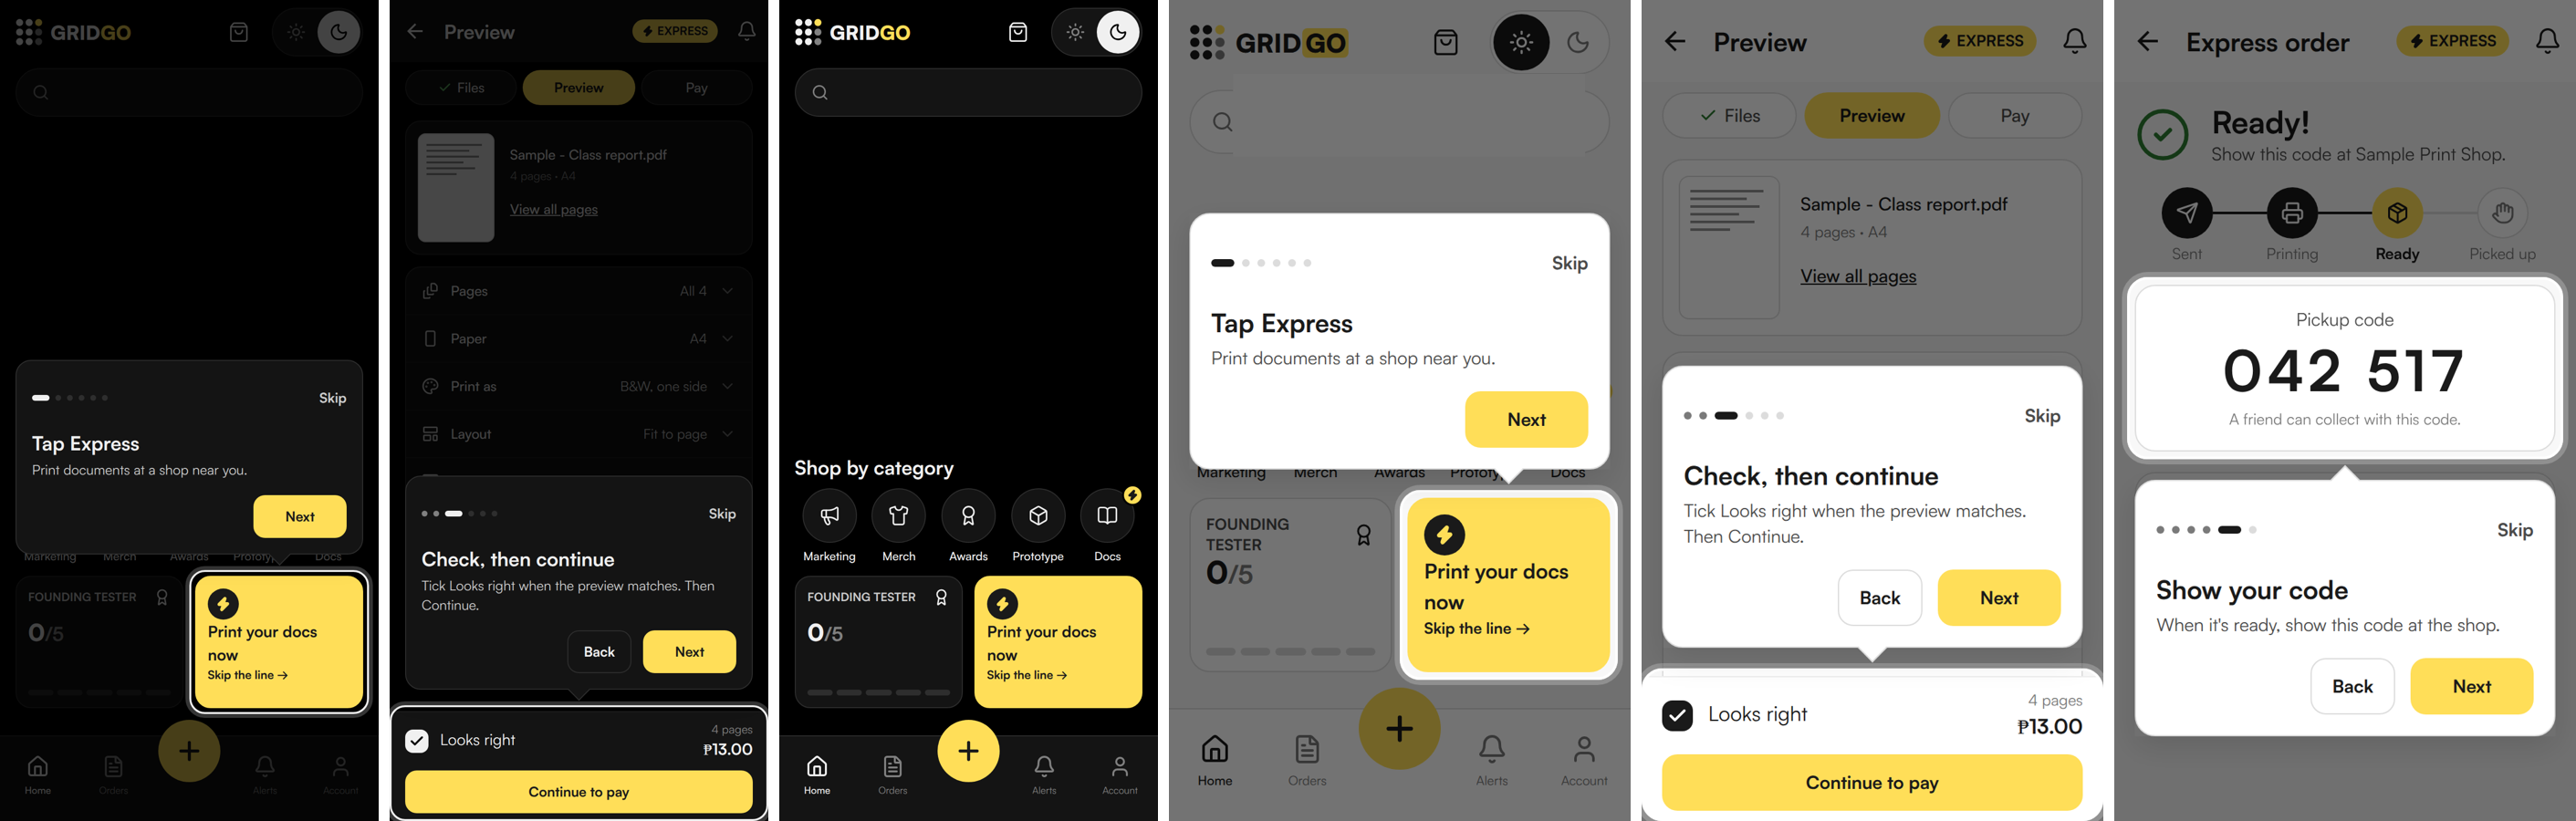 GRIDGO
Skip
Tap Express
Print documents at a shop near you.
Next
Marketing
Merch
Awards
Docs
FOUNDING TESTER
0/5
Print your docs
now
Skip the line →
Home
Orders
Alerts
Account
Preview
EXPRESS
Files
Preview
Pay
Sample - Class report.pdf
4 pages • A4
View all pages
Pages
All 4
Paper
A4
Print as
B&W, one side
Layout
Fit to page
Skip
Check, then continue
Tick Looks right when the preview matches. Then
Continue.
Back
Next
Looks right
4 pages
₱13.00
Continue to pay
GRIDGO
Shop by category
Marketing
Merch
Awards
Prototype
Docs
FOUNDING TESTER
0/5
Print your docs
now
Skip the line →
Home
Orders
Alerts
Account
GRIDGO
Skip
Tap Express
Print documents at a shop near you.
Next
Marketing
Merch
Awards
Docs
FOUNDING
TESTER
0/5
Print your docs
now
Skip the line →
Home
Orders
Alerts
Account
Preview
EXPRESS
Files
Preview
Pay
Sample - Class report.pdf
4 pages • A4
View all pages
Skip
Check, then continue
Tick Looks right when the preview matches.
Then Continue.
Back
Next
Looks right
4 pages
₱13.00
Continue to pay
Express order
EXPRESS
Ready!
Show this code at Sample Print Shop.
Sent
Printing
Ready
Picked up
Pickup code
042 517
A friend can collect with this code.
Skip
Show your code
When it's ready, show this code at the shop.
Back
Next